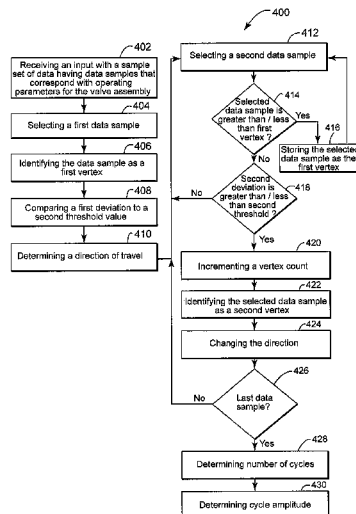 400
402
Receiving an input with a sample
set of data having data samples that
correspond with operating
parameters for the valve assembly
404
Selecting a first data sample
406
Identifying the data sample as a
first vertex
408
Comparing a first deviation to a
second threshold value
410
Determining a direction of travel
412
Selecting a second data sample
414
Selected
data sample is
greater than / less
than first
vertex ?
Yes
416
Storing the selected
data sample as the
first vertex
No
418
Second
deviation is
greater than / less
than second
threshold ?
No
Yes
420
Incrementing a vertex count
422
Identifying the selected data sample
as a second vertex
424
Changing the direction
426
Last data
sample?
No
Yes
428
Determining number of cycles
430
Determining cycle amplitude